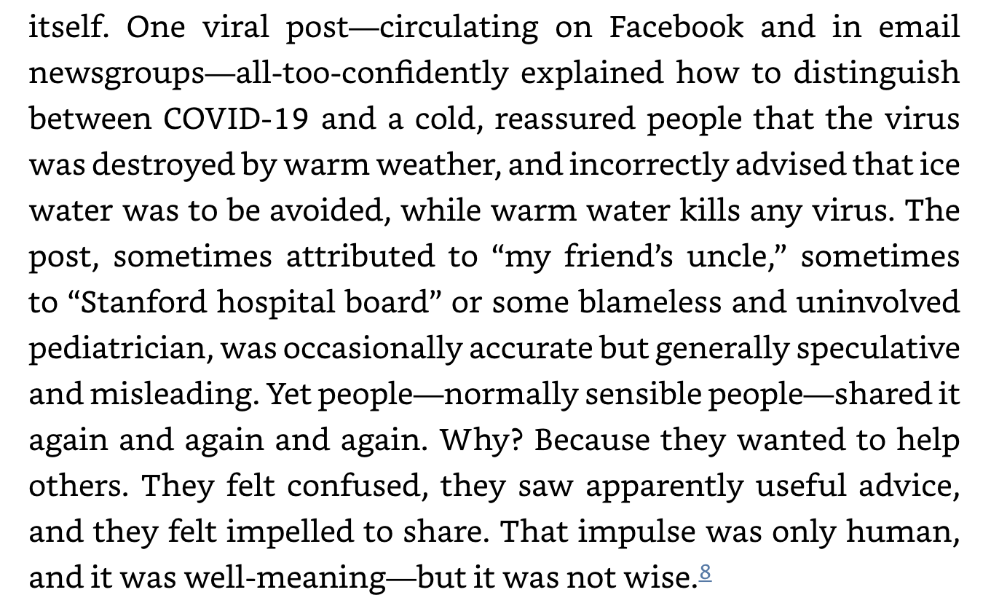 itself. One viral post—circulating on Facebook and in email
newsgroups—all-too-confidently explained how to distinguish
between COVID-19 and a cold, reassured people that the virus
was destroyed by warm weather, and incorrectly advised that ice
water was to be avoided, while warm water kills any virus. The
post, sometimes attributed to “my friend’s uncle,” sometimes
to “Stanford hospital board” or some blameless and uninvolved
pediatrician, was occasionally accurate but generally speculative
and misleading. Yet people—normally sensible people—shared it
again and again and again. Why? Because they wanted to help
others. They felt confused, they saw apparently useful advice,
and they felt impelled to share. That impulse was only human,
and it was well-meaning—but it was not wise.8